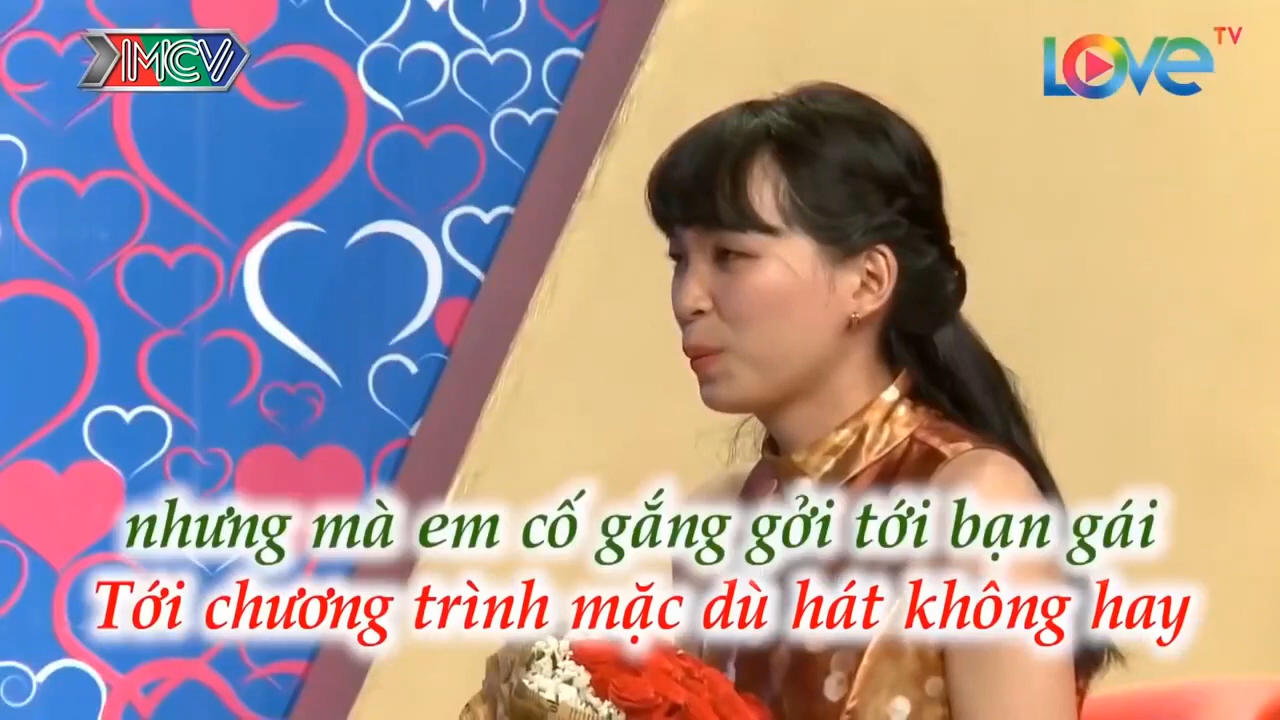 MCV
LOVE TV
nhưng mà em cố gắng gởi tới bạn gái
Tới chương trình mặc dù hát không hay